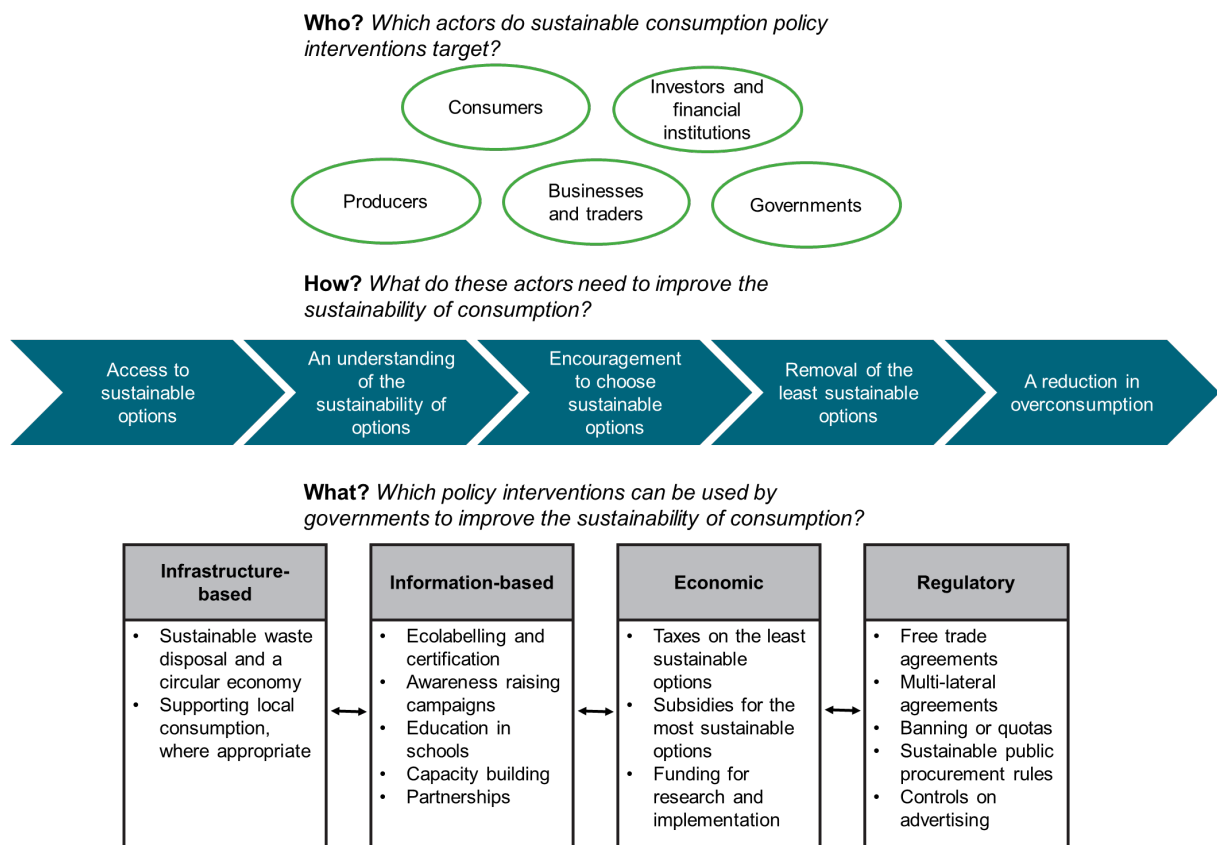 Who? Which actors do sustainable consumption policy
interventions target?
Consumers
Investors and
financial
institutions
Producers
Businesses
and traders
Governments
How? What do these actors need to improve the
sustainability of consumption?
Access to
sustainable
options
An understanding
of the
sustainability of
options
Encouragement
to choose
sustainable
options
Removal of the
least sustainable
options
A reduction in
overconsumption
What? Which policy interventions can be used by
governments to improve the sustainability of consumption?
Infrastructure-
based
• Sustainable waste
disposal and a
circular economy
• Supporting local
consumption,
where appropriate
Information-based
• Ecolabelling and
certification
• Awareness raising
campaigns
• Education in
schools
• Capacity building
• Partnerships
Economic
• Taxes on the least
sustainable
options
• Subsidies for the
most sustainable
options
• Funding for
research and
implementation
Regulatory
• Free trade
agreements
• Multi-lateral
agreements
• Banning or quotas
• Sustainable public
procurement rules
• Controls on
advertising